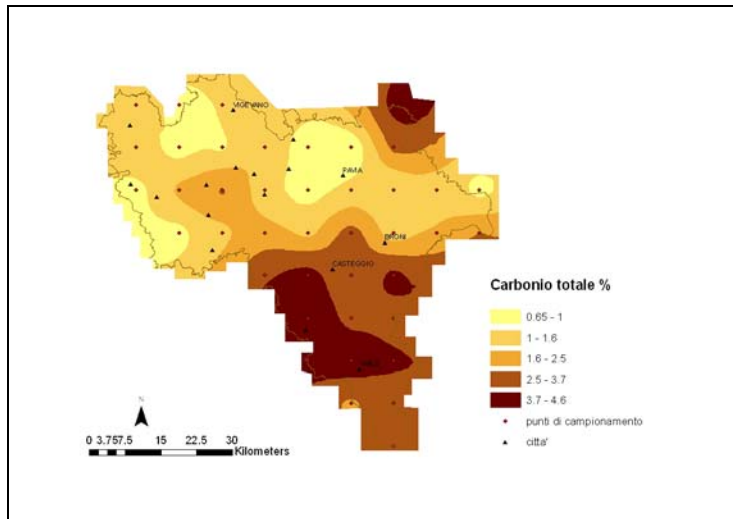 VIGEVANO
PAVIA
BRONI
CASTEGGIO
Carbonio totale %
0.65 - 1
1 - 1.6
1.6 - 2.5
2.5 - 3.7
3.7 - 4.6
punti di campionamento
citta'
N
0 3.757.5 15 22.5 30
Kilometers